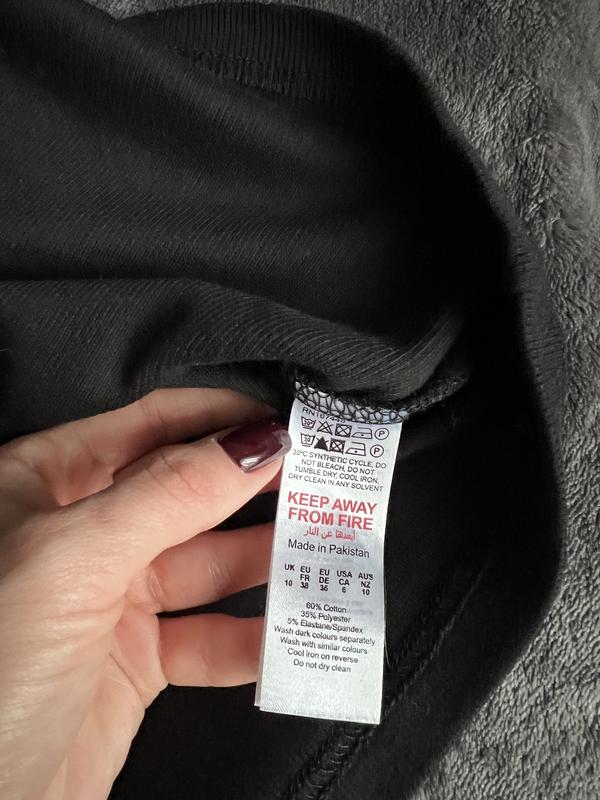 30°C SYNTHETIC CYCLE, DO
NOT BLEACH, DO NOT
TUMBLE DRY, COOL IRON.
DRY CLEAN IN ANY SOLVENT
KEEP AWAY
FROM FIRE
أبعدها عن النار
Made in Pakistan
UK EU EU USA AUS
FR DE CA NZ
10 38 36 6 10
60% Cotton
35% Polyester
5% Elastane/Spandex
Wash dark colours separately
Wash with similar colours
Cool iron on reverse
Do not dry clean